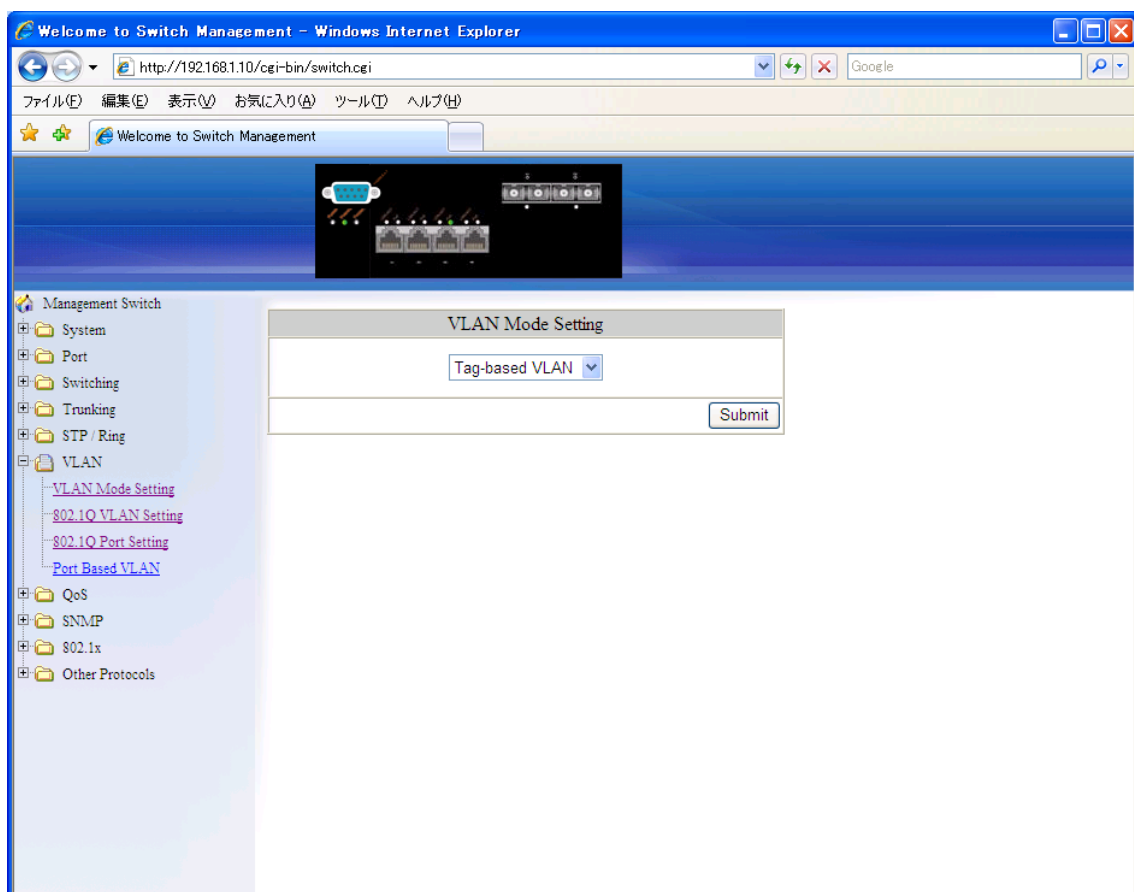 Welcome to Switch Management - Windows Internet Explorer
http://192.168.1.10/cgi-bin/switch.cgi
Google
ファイル(F) 編集(E) 表示(V) お気に入り(A) ツール(T) ヘルプ(H)
Welcome to Switch Management
Management Switch
System
Port
Switching
Trunking
STP / Ring
VLAN
VLAN Mode Setting
802.1Q VLAN Setting
802.1Q Port Setting
Port Based VLAN
QoS
SNMP
802.1x
Other Protocols
VLAN Mode Setting
Tag-based VLAN
Submit